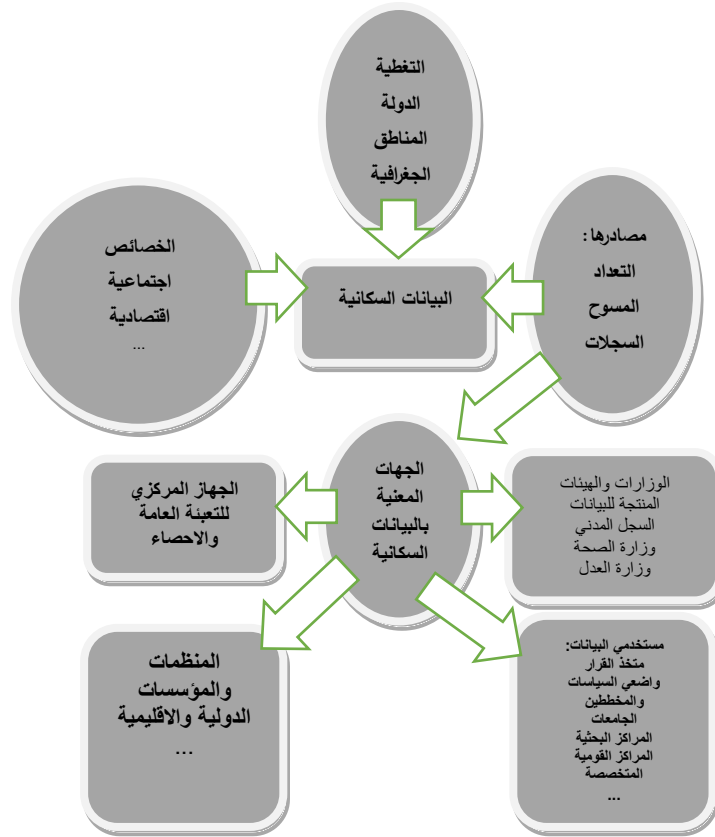 التغطية
الدولة
المناطق
الجغرافية
مصادرها:
التعداد
المسوح
السجلات
البيانات السكانية
الخصائص
اجتماعية
اقتصادية
...
الجهات
المعنية
بالبيانات
السكانية
الوزارات والهيئات
المنتجة للبيانات
السجل المدني
وزارة الصحة
وزارة العدل
الجهاز المركزي
للتعبئة العامة
والاحصاء
مستخدمي البيانات:
متخذ القرار
واضعي السياسات
والمخططين
الجامعات
المراكز البحثية
المراكز القومية
المتخصصة
...
المنظمات
والمؤسسات
الدولية والاقليمية
...